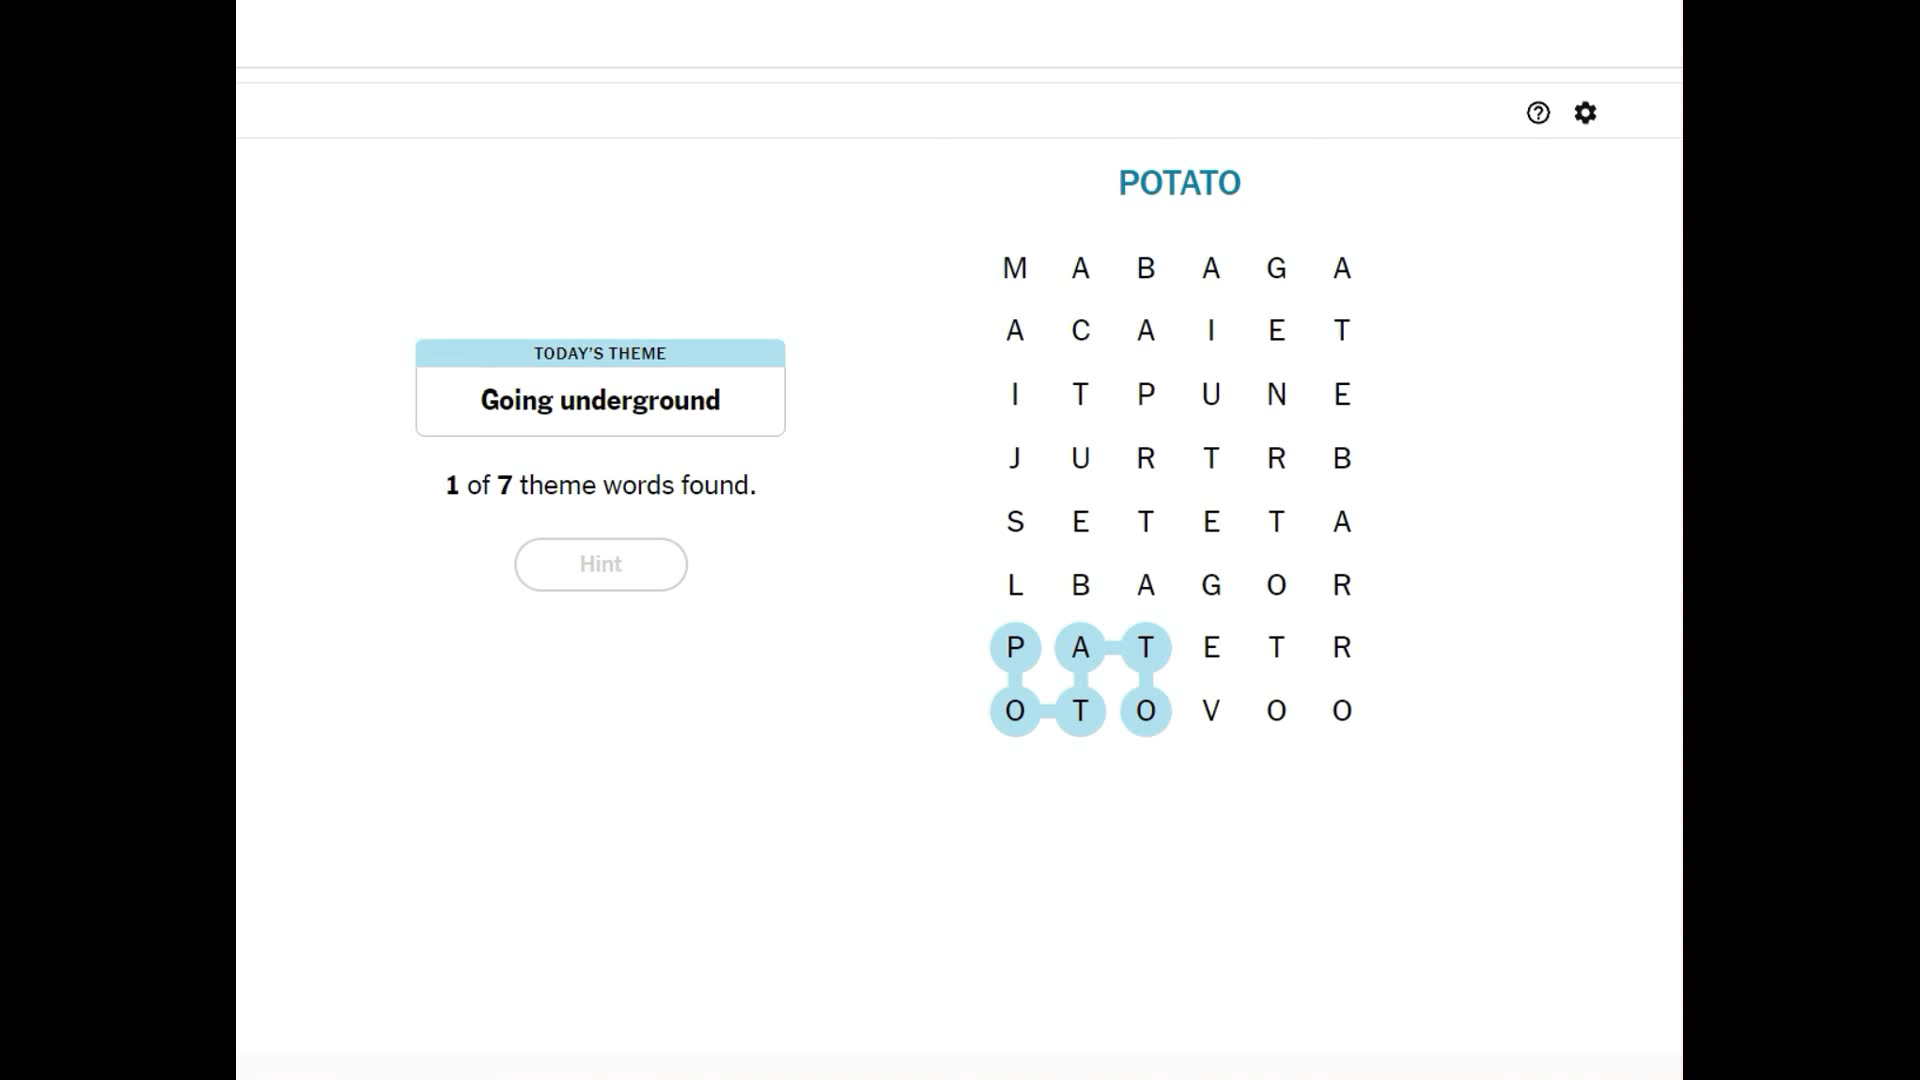 POTATO
TODAY'S THEME
Going underground
1 of 7 theme words found.
Hint
M A B A G A
A C A I E T
I T P U N E
J U R T R B
S E T E T A
L B A G O R
P A T E T R
O T O V O O